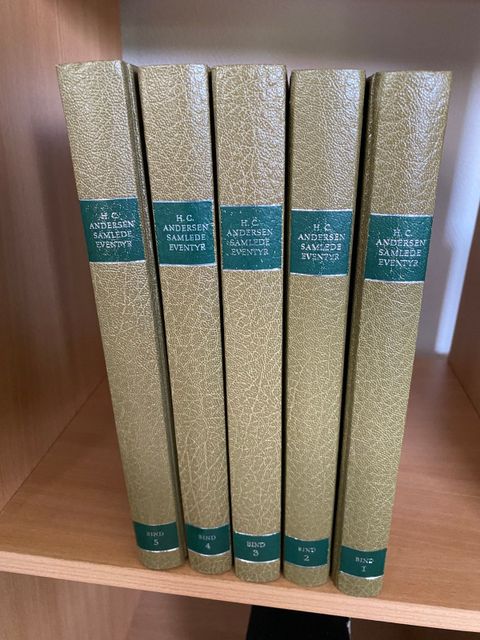 H. C.
ANDERSEN
SAMLEDE
EVENTYR
BIND
5
H. C.
ANDERSEN
SAMLEDE
EVENTYR
BIND
4
H. C.
ANDERSEN
SAMLEDE
EVENTYR
BIND
3
H. C.
ANDERSEN
SAMLEDE
EVENTYR
BIND
2
H. C.
ANDERSEN
SAMLEDE
EVENTYR
BIND
1